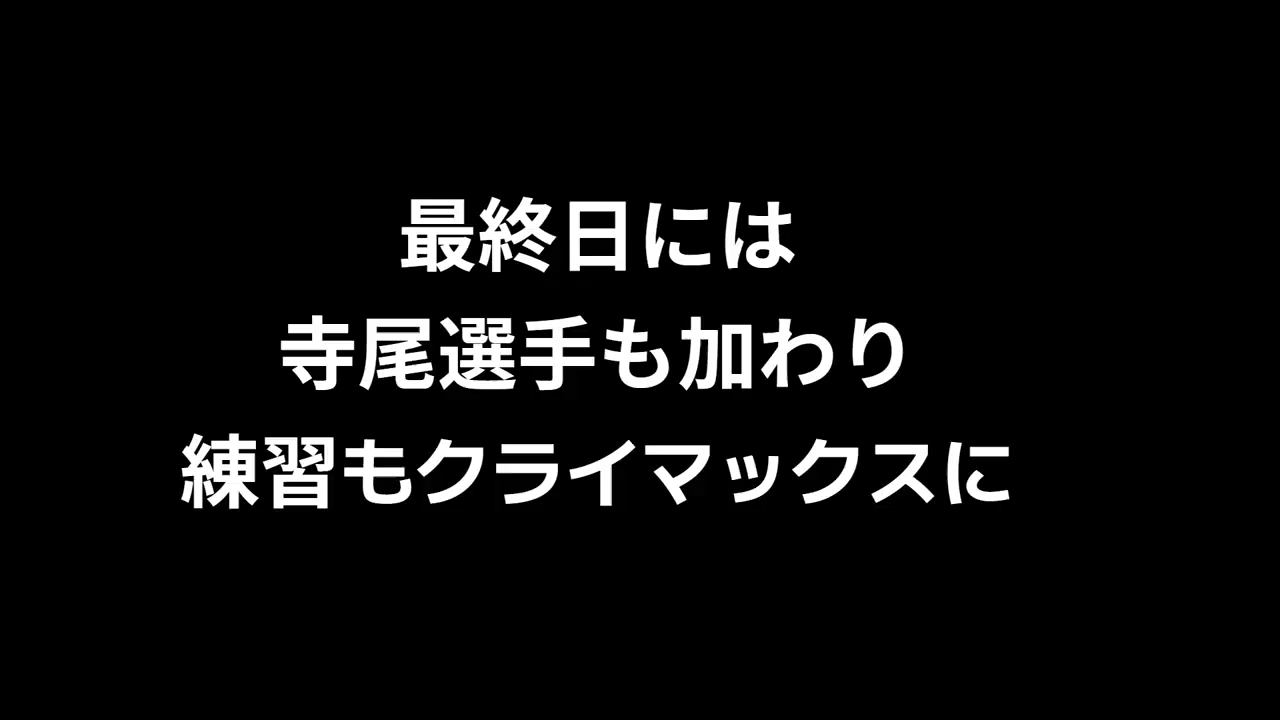 最終日には
寺尾選手も加わり
練習もクライマックスに